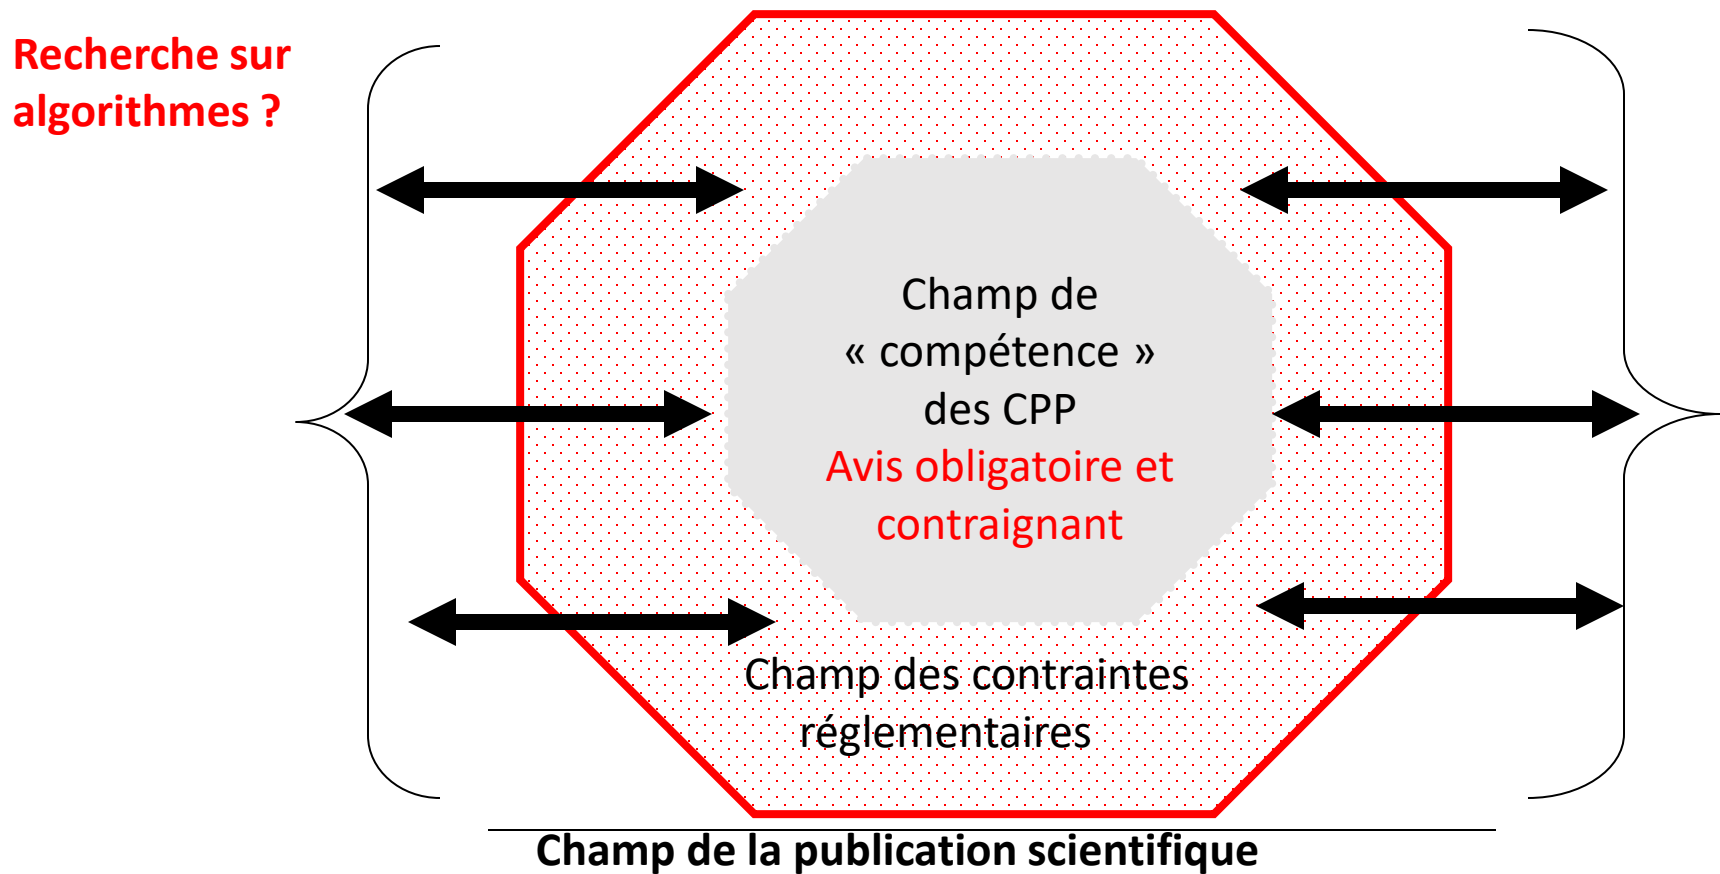 Recherche sur
algorithmes ?
Champ de
« compétence »
des CPP
Avis obligatoire et
contraignant
Champ des contraintes
réglementaires
Champ de la publication scientifique